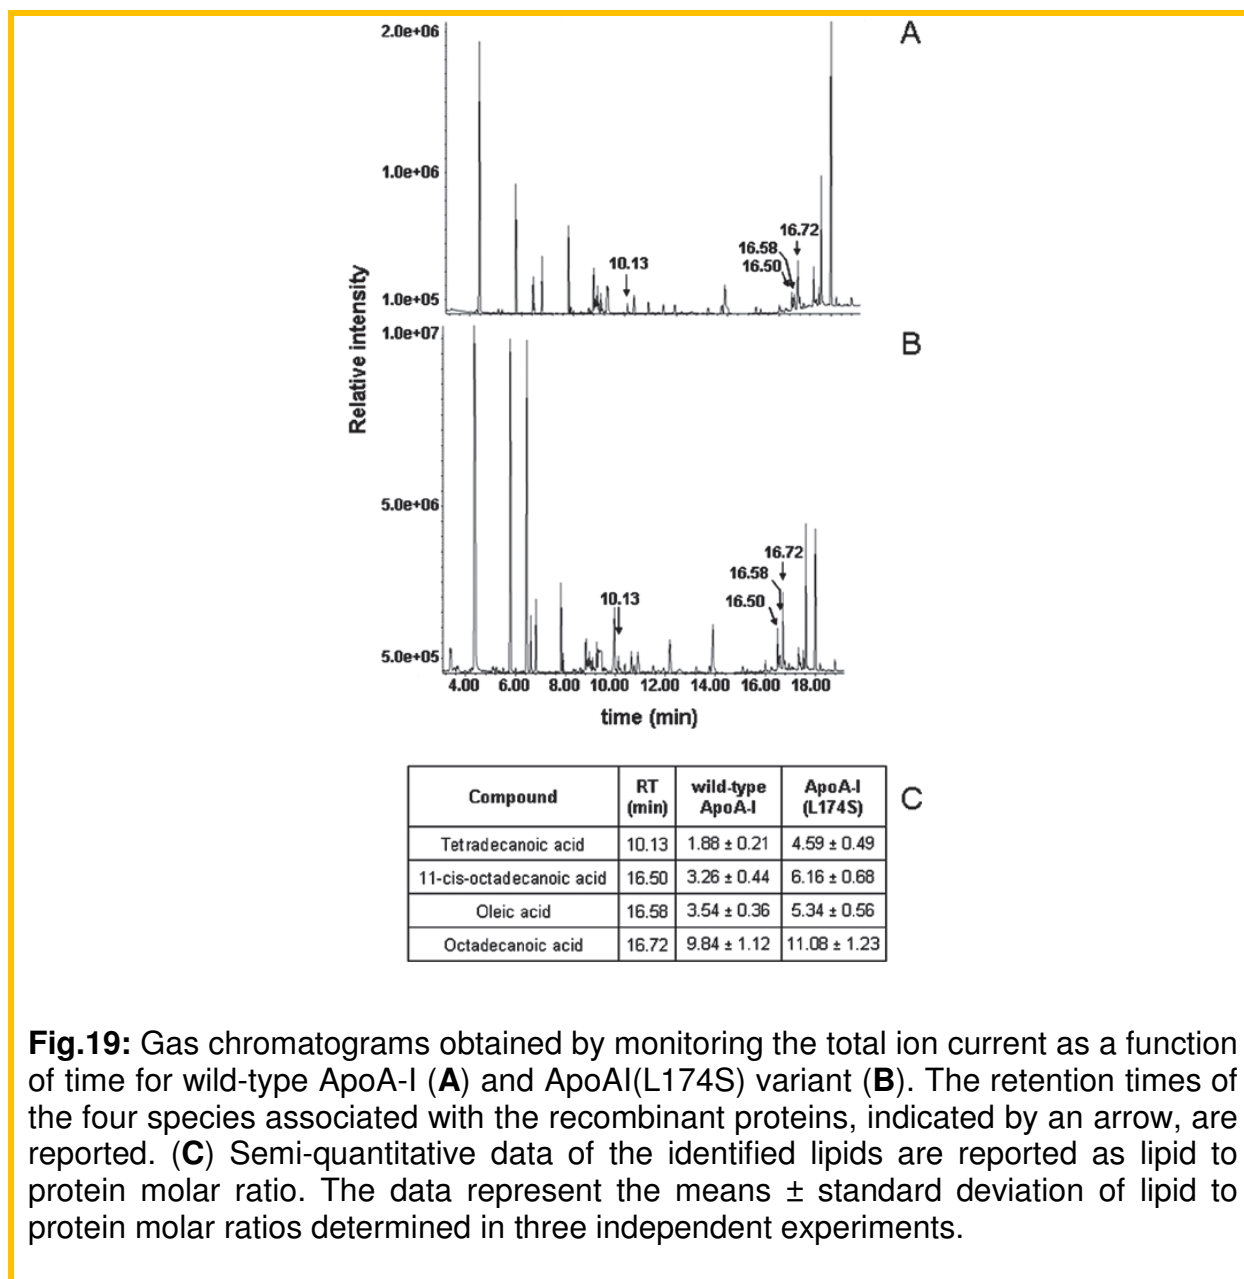 A
2.0e+06
1.0e+06
1.0e+05
10.13
16.72
16.58
16.50
Relative intensity
B
1.0e+07
5.0e+06
5.0e+05
10.13
16.72
16.58
16.50
4.00 6.00 8.00 10.00 12.00 14.00 16.00 18.00
time (min)
C
Compound RT (min) wild-type ApoA-I ApoA-I (L174S)
Tetradecanoic acid 10.13 1.88 ± 0.21 4.59 ± 0.49
11-cis-octadecanoic acid 16.50 3.26 ± 0.44 6.16 ± 0.68
Oleic acid 16.58 3.54 ± 0.36 5.34 ± 0.56
Octadecanoic acid 16.72 9.84 ± 1.12 11.08 ± 1.23
Fig.19: Gas chromatograms obtained by monitoring the total ion current as a function
of time for wild-type ApoA-I (A) and ApoAI(L174S) variant (B). The retention times of
the four species associated with the recombinant proteins, indicated by an arrow, are
reported. (C) Semi-quantitative data of the identified lipids are reported as lipid to
protein molar ratio. The data represent the means ± standard deviation of lipid to
protein molar ratios determined in three independent experiments.